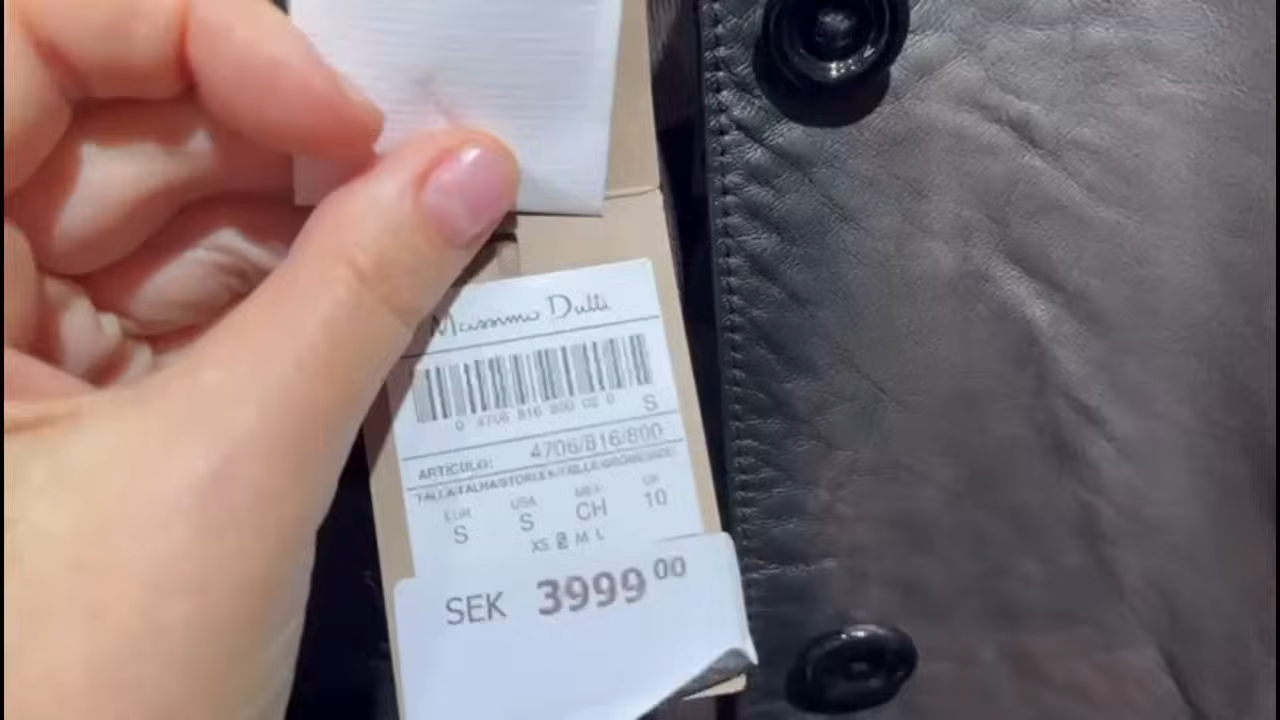 Massimo Dutti
0 4706 816 800 02 0 S
ARTICULO: 4706/816/800
EUR USA MEX UK
S S CH 10
XS S M L
SEK 3999 00